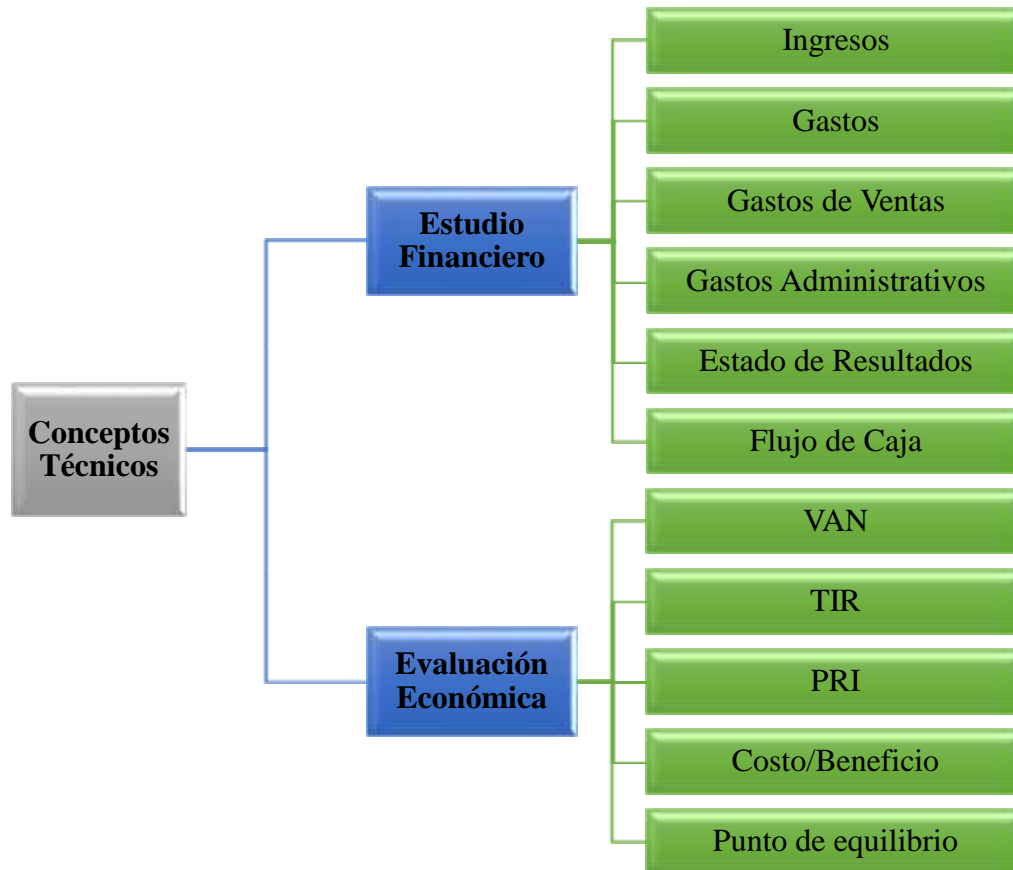 Conceptos
Técnicos
Estudio
Financiero
Ingresos
Gastos
Gastos de Ventas
Gastos Administrativos
Estado de Resultados
Flujo de Caja
Evaluación
Económica
VAN
TIR
PRI
Costo/Beneficio
Punto de equilibrio